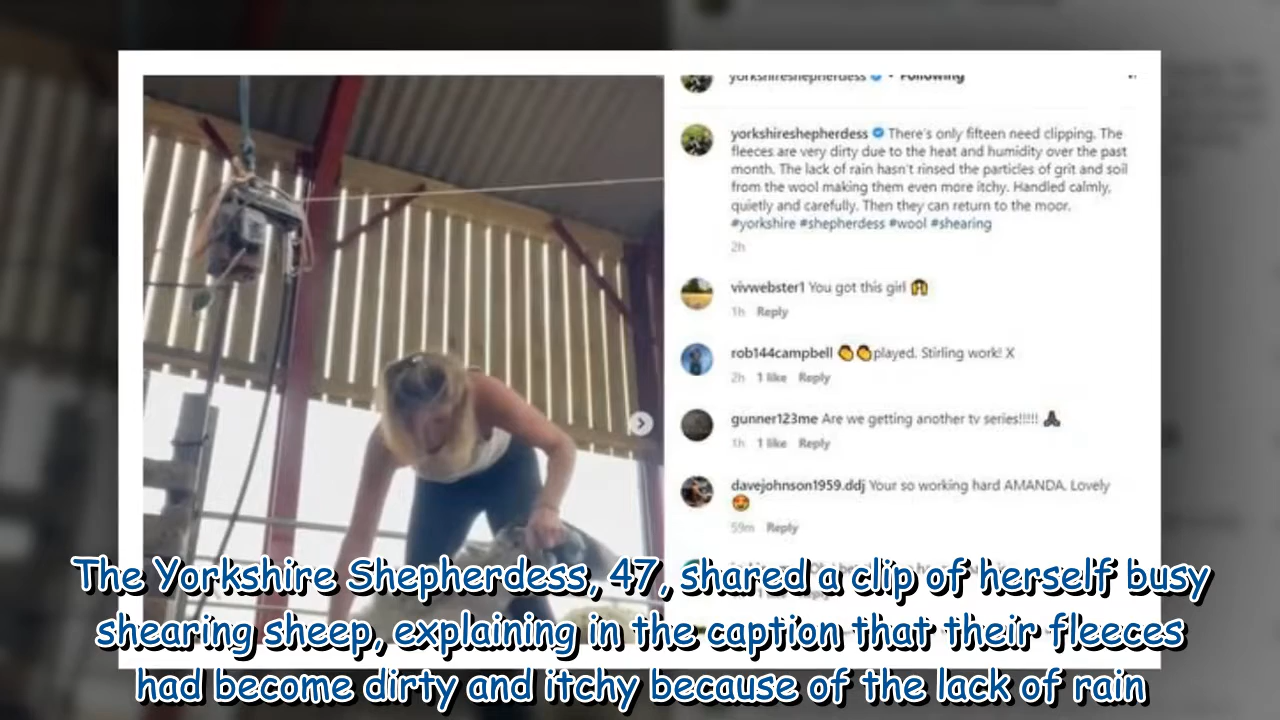 yorkshireshepherdess • Following
yorkshireshepherdess There's only fifteen need clipping. The
fleeces are very dirty due to the heat and humidity over the past
month. The lack of rain hasn't rinsed the particles of grit and soil
from the wool making them even more itchy. Handled calmly,
quietly and carefully. Then they can return to the moor.
#yorkshire #shepherdess #wool #shearing
2h
vivwebster1 You got this girl
1h Reply
rob144campbell 👏👏played. Stirling work! X
2h 1 like Reply
gunner123me Are we getting another tv series!!!!! 🙏🏿
1h 1 like Reply
davejohnson1959.ddj Your so working hard AMANDA. Lovely
😍
59m Reply
The Yorkshire Shepherdess, 47, shared a clip of herself busy
shearing sheep, explaining in the caption that their fleeces
had become dirty and itchy because of the lack of rain